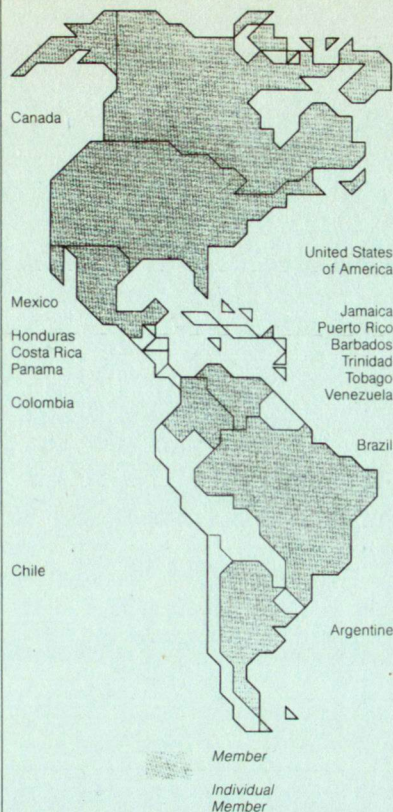 Canada
United States
of America
Mexico
Honduras
Costa Rica
Panama
Colombia
Jamaica
Puerto Rico
Barbados
Trinidad
Tobago
Venezuela
Brazil
Chile
Argentine
Member
Individual
Member